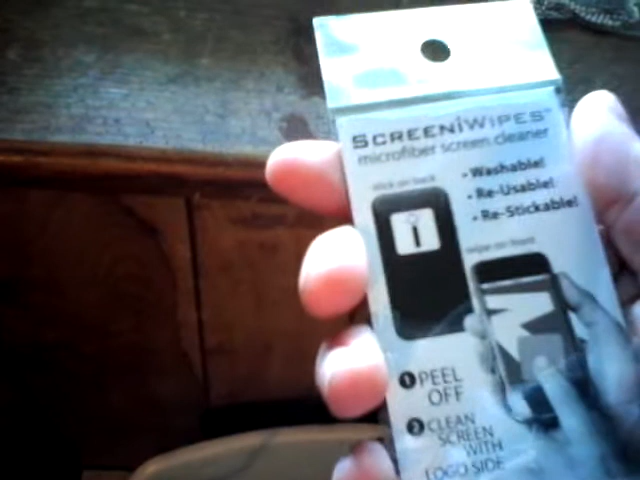 SCREENIWIPES™
microfiber screen cleaner
stick on back
• Washable!
• Re-Usable!
• Re-Stickable!
i
wipe on front
1 PEEL
OFF
2 CLEAN
SCREEN
WITH
LOGO SIDE